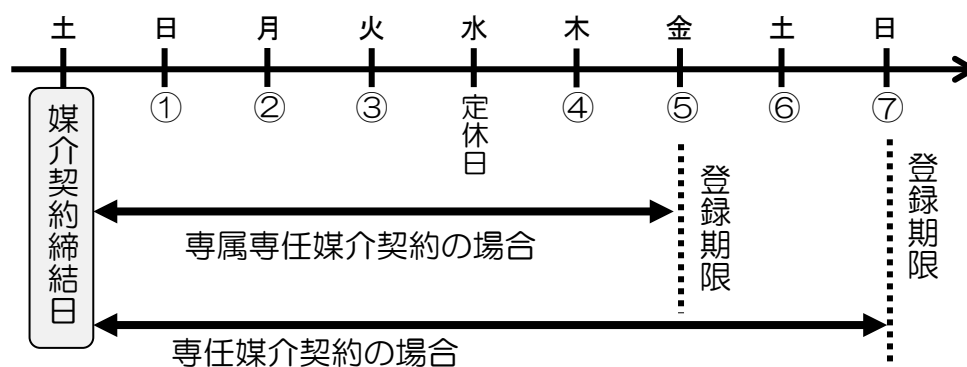 土 日 月 火 水 木 金 土 日
① ② ③ 定休日 ④ ⑤ ⑥ ⑦
媒介契約締結日
専属専任媒介契約の場合
登録期限
登録期限
専任媒介契約の場合